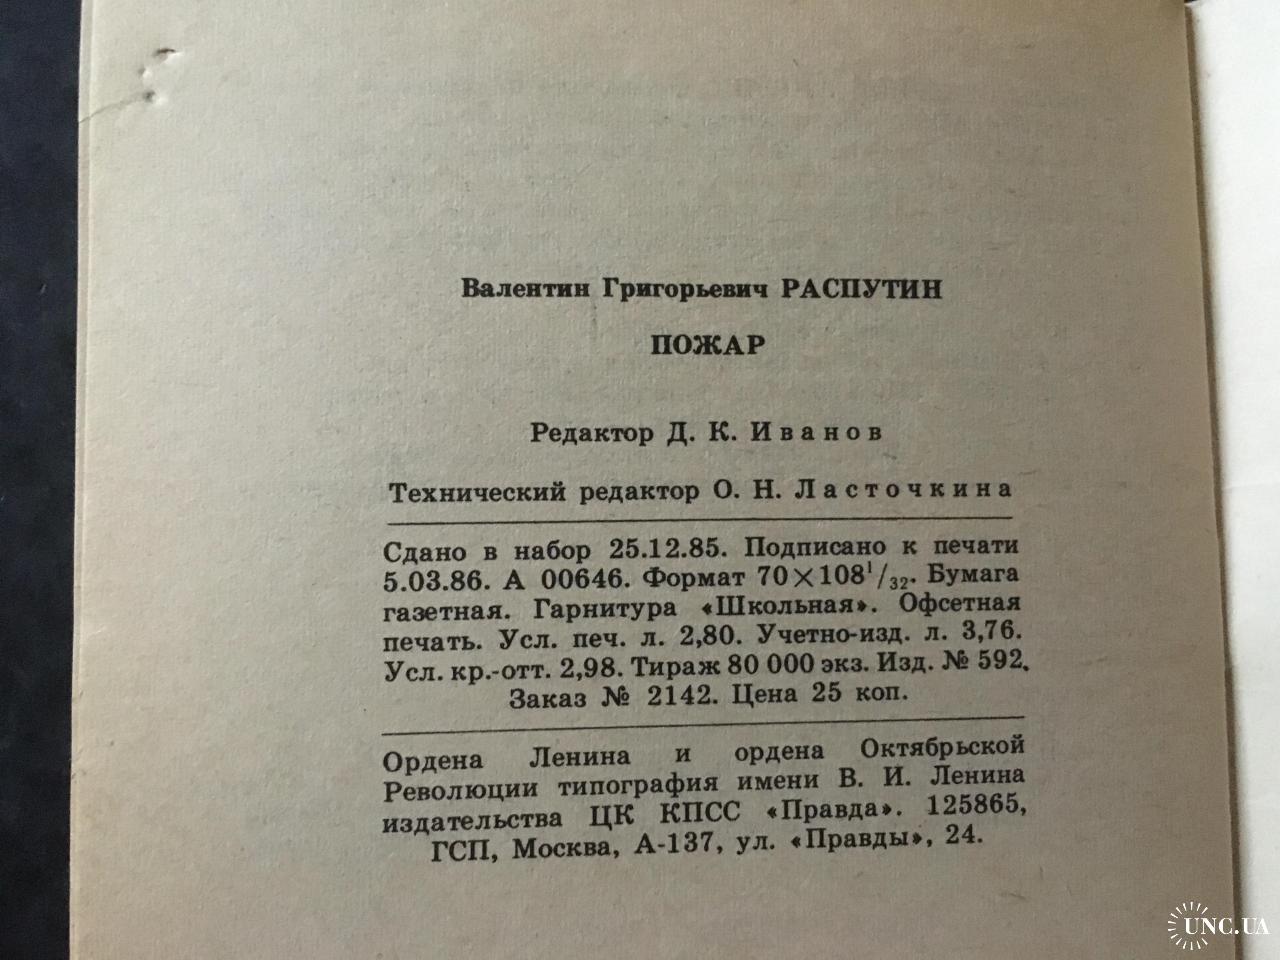 Валентин Григорьевич РАСПУТИН
ПОЖАР
Редактор Д. К. Иванов
Технический редактор О. Н. Ласточкина
Сдано в набор 25.12.85. Подписано к печати
5.03.86. А 00646. Формат 70×108¹/₃₂. Бумага
газетная. Гарнитура «Школьная». Офсетная
печать. Усл. печ. л. 2,80. Учетно-изд. л. 3,76.
Усл. кр.-отт. 2,98. Тираж 80 000 экз. Изд. № 592.
Заказ № 2142. Цена 25 коп.
Ордена Ленина и ордена Октябрьской
Революции типография имени В. И. Ленина
издательства ЦК КПСС «Правда». 125865,
ГСП, Москва, А-137, ул. «Правды», 24.
UNC.UA